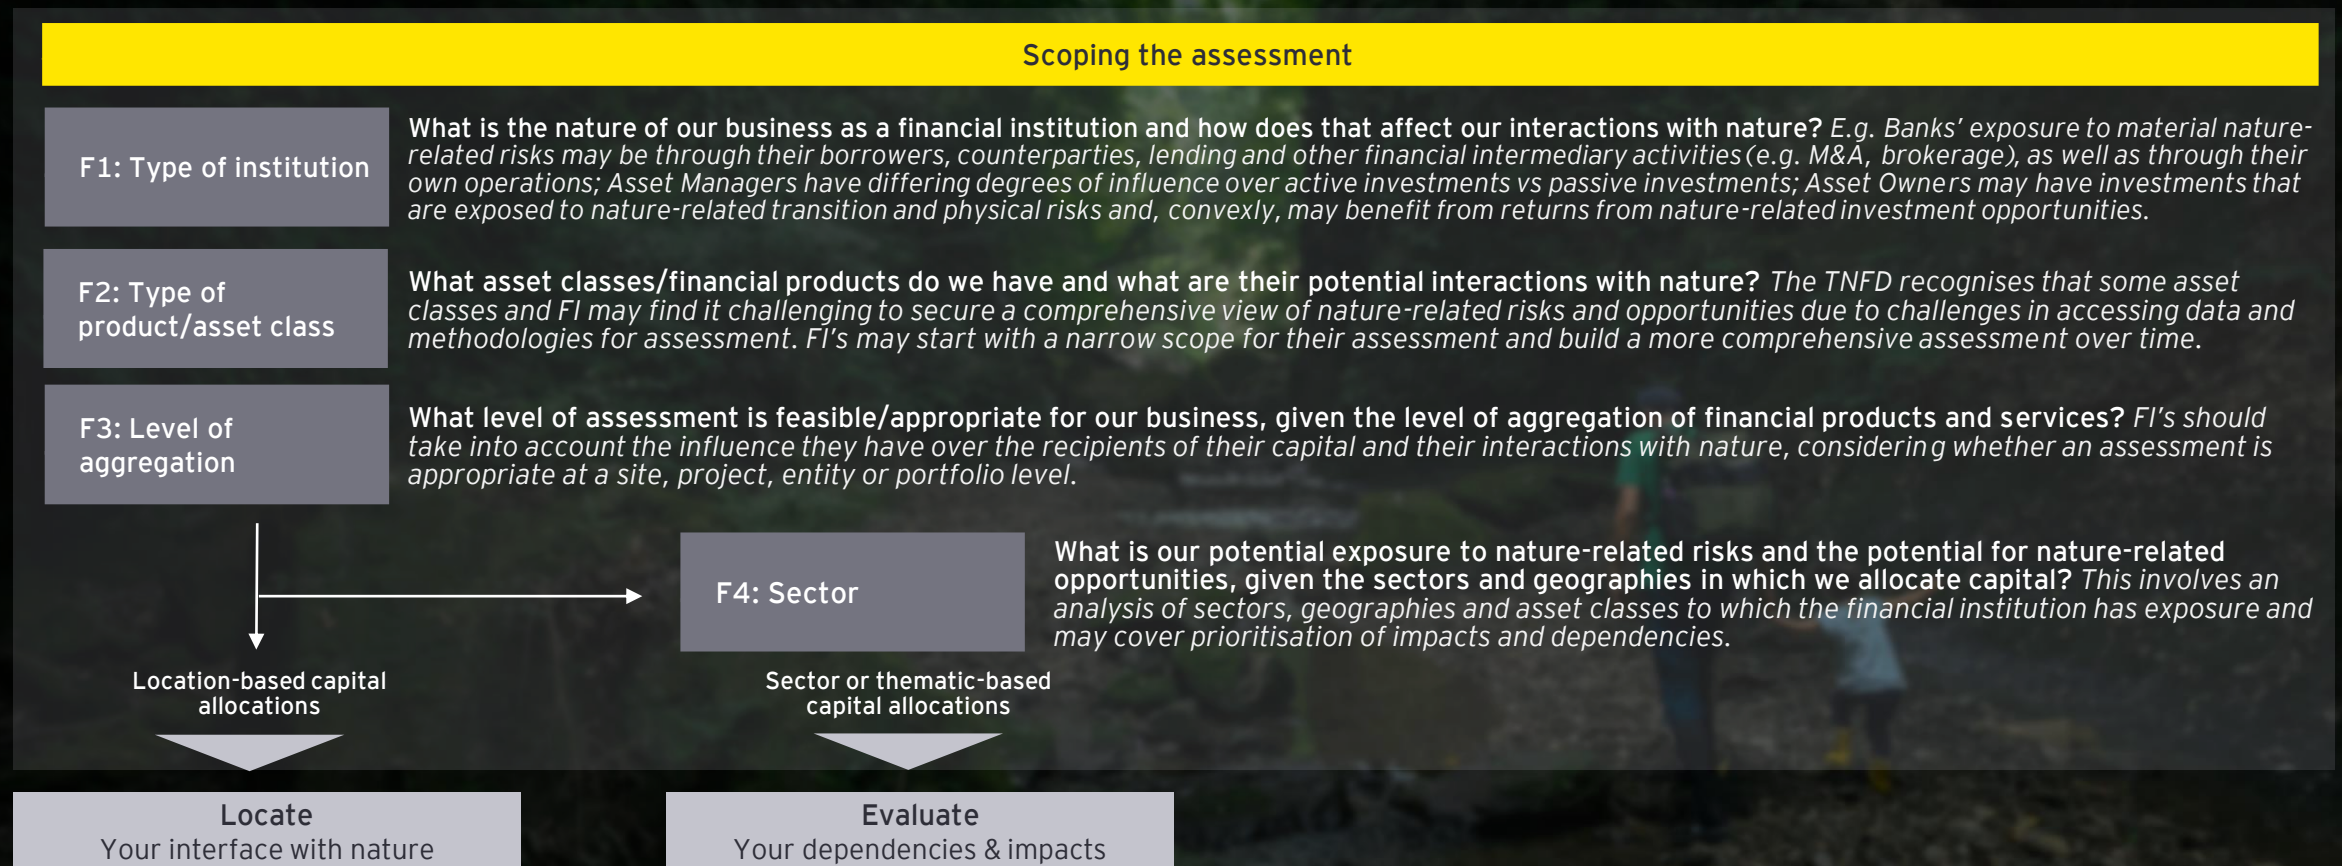 Scoping the assessment
F1: Type of institution
What is the nature of our business as a financial institution and how does that affect our interactions with nature? E.g. Banks' exposure to material nature-
related risks may be through their borrowers, counterparties, lending and other financial intermediary activities (e.g. M&A, brokerage), as well as through their
own operations; Asset Managers have differing degrees of influence over active investments vs passive investments; Asset Owners may have investments that
are exposed to nature-related transition and physical risks and, convexly, may benefit from returns from nature-related investment opportunities.
F2: Type of
product/asset class
What asset classes/financial products do we have and what are their potential interactions with nature? The TNFD recognises that some asset
classes and FI may find it challenging to secure a comprehensive view of nature-related risks and opportunities due to challenges in accessing data and
methodologies for assessment. FI's may start with a narrow scope for their assessment and build a more comprehensive assessment over time.
F3: Level of
aggregation
What level of assessment is feasible/appropriate for our business, given the level of aggregation of financial products and services? FI's should
take into account the influence they have over the recipients of their capital and their interactions with nature, considering whether an assessment is
appropriate at a site, project, entity or portfolio level.
F4: Sector
What is our potential exposure to nature-related risks and the potential for nature-related
opportunities, given the sectors and geographies in which we allocate capital? This involves an
analysis of sectors, geographies and asset classes to which the financial institution has exposure and
may cover prioritisation of impacts and dependencies.
Location-based capital
allocations
Sector or thematic-based
capital allocations
Locate
Your interface with nature
Evaluate
Your dependencies & impacts